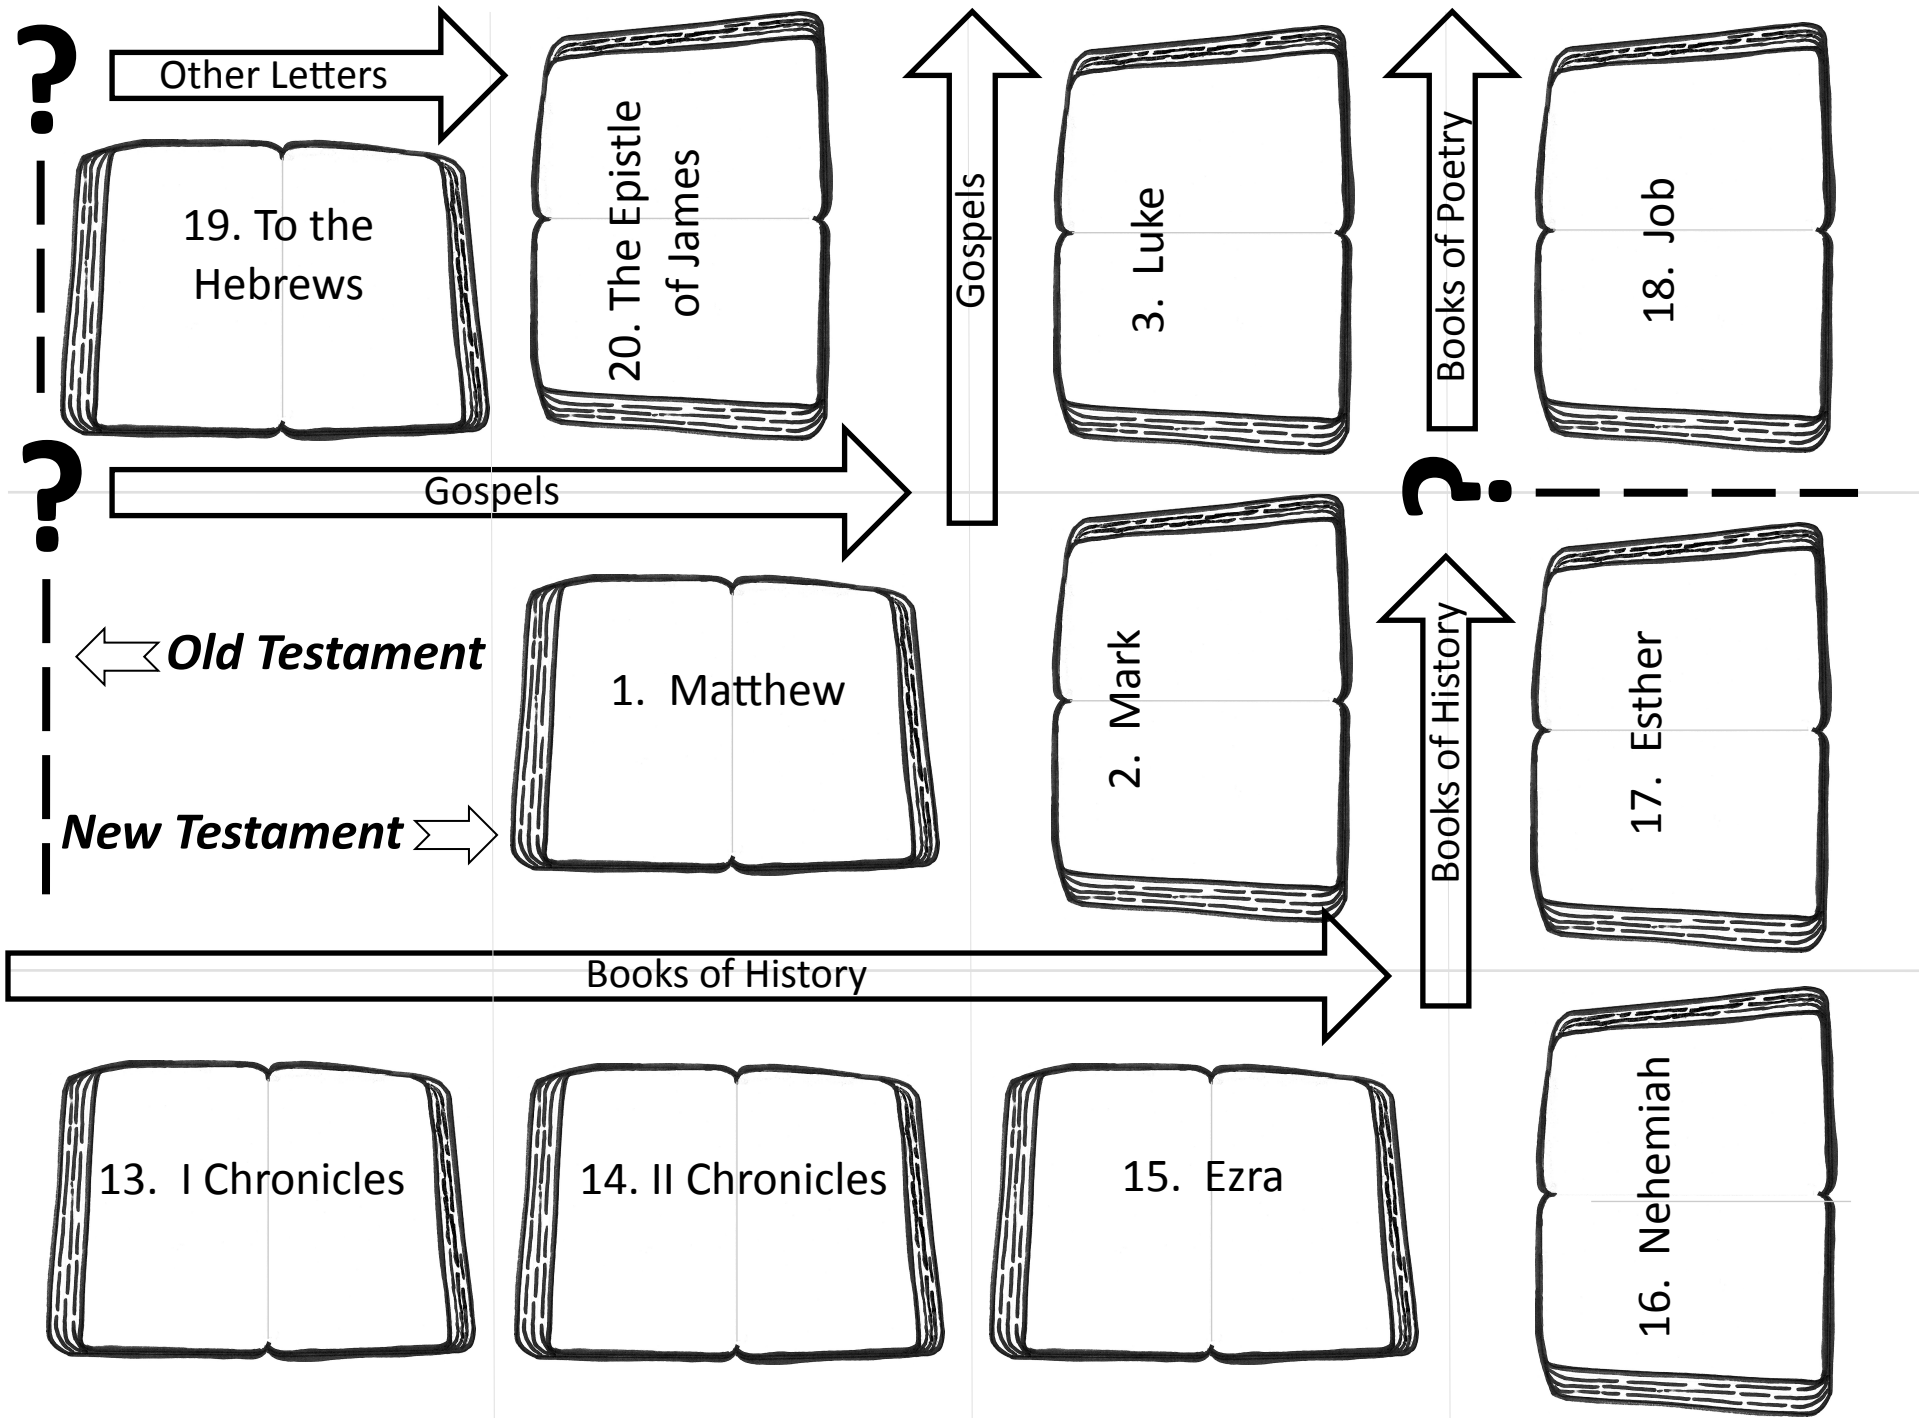 ?
Other Letters
19. To the
Hebrews
20. The Epistle
of James
Gospels
3. Luke
Books of Poetry
18. Job
?
Gospels
?
Old Testament
New Testament
1. Matthew
2. Mark
Books of History
17. Esther
Books of History
13. I Chronicles
14. II Chronicles
15. Ezra
16. Nehemiah